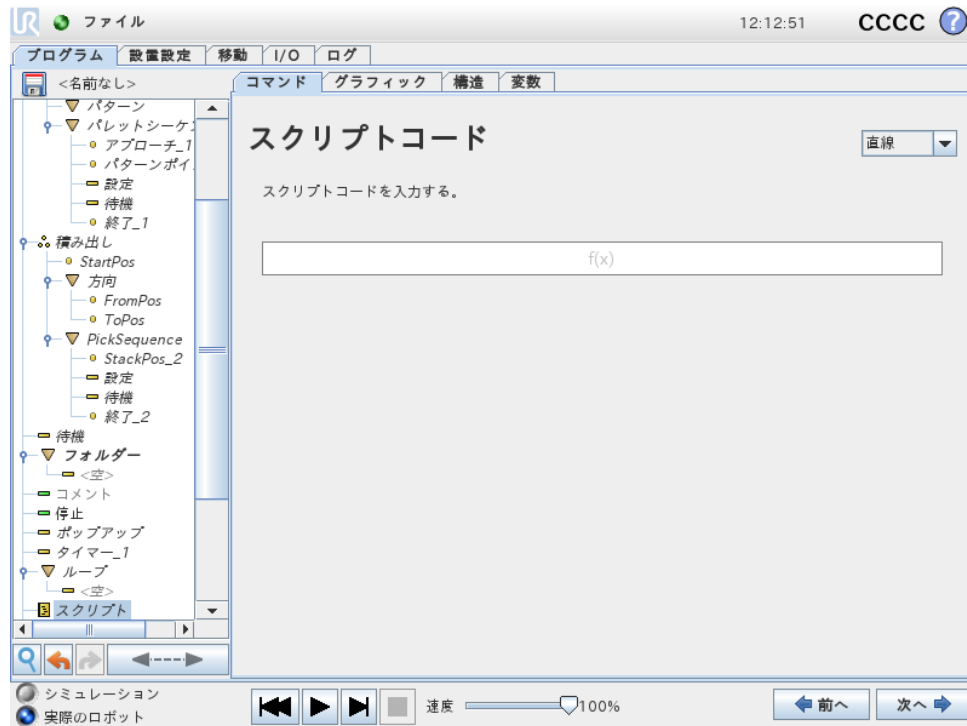 UR ファイル 12:12:51 CCCC ?
プログラム 設置設定 移動 I/O ログ
<名前なし>
コマンド グラフィック 構造 変数
パターン
パレットシーケン
アプローチ_1
パターンポイ
設定
待機
終了_1
積み出し
StartPos
方向
FromPos
ToPos
PickSequence
StackPos_2
設定
待機
終了_2
待機
フォルダー
<空>
コメント
停止
ポップアップ
タイマー_1
ループ
<空>
スクリプト
スクリプトコード
直線
スクリプトコードを入力する。
f(x)
シミュレーション
実際のロボット
速度 100%
前へ 次へ